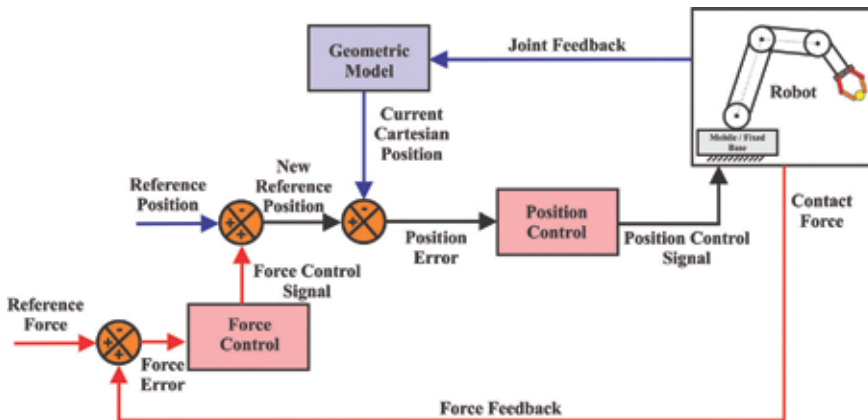 Geometric
Model
Joint Feedback
Robot
Mobile / Fixed
Base
Current
Cartesian
Position
New
Reference
Position
Reference
Position
- + +
- +
Position
Error
Position
Control
Position Control
Signal
Contact
Force
Force Control
Signal
Reference
Force
- + +
Force
Error
Force
Control
Force Feedback